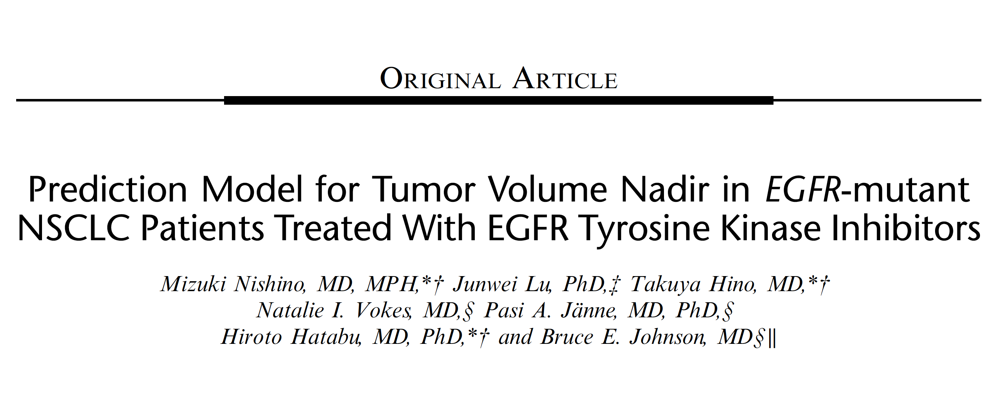 ORIGINAL ARTICLE
Prediction Model for Tumor Volume Nadir in EGFR-mutant
NSCLC Patients Treated With EGFR Tyrosine Kinase Inhibitors
Mizuki Nishino, MD, MPH,*† Junwei Lu, PhD,‡ Takuya Hino, MD,*†
Natalie I. Vokes, MD,§ Pasi A. Jänne, MD, PhD,§
Hiroto Hatabu, MD, PhD,*† and Bruce E. Johnson, MD§∥